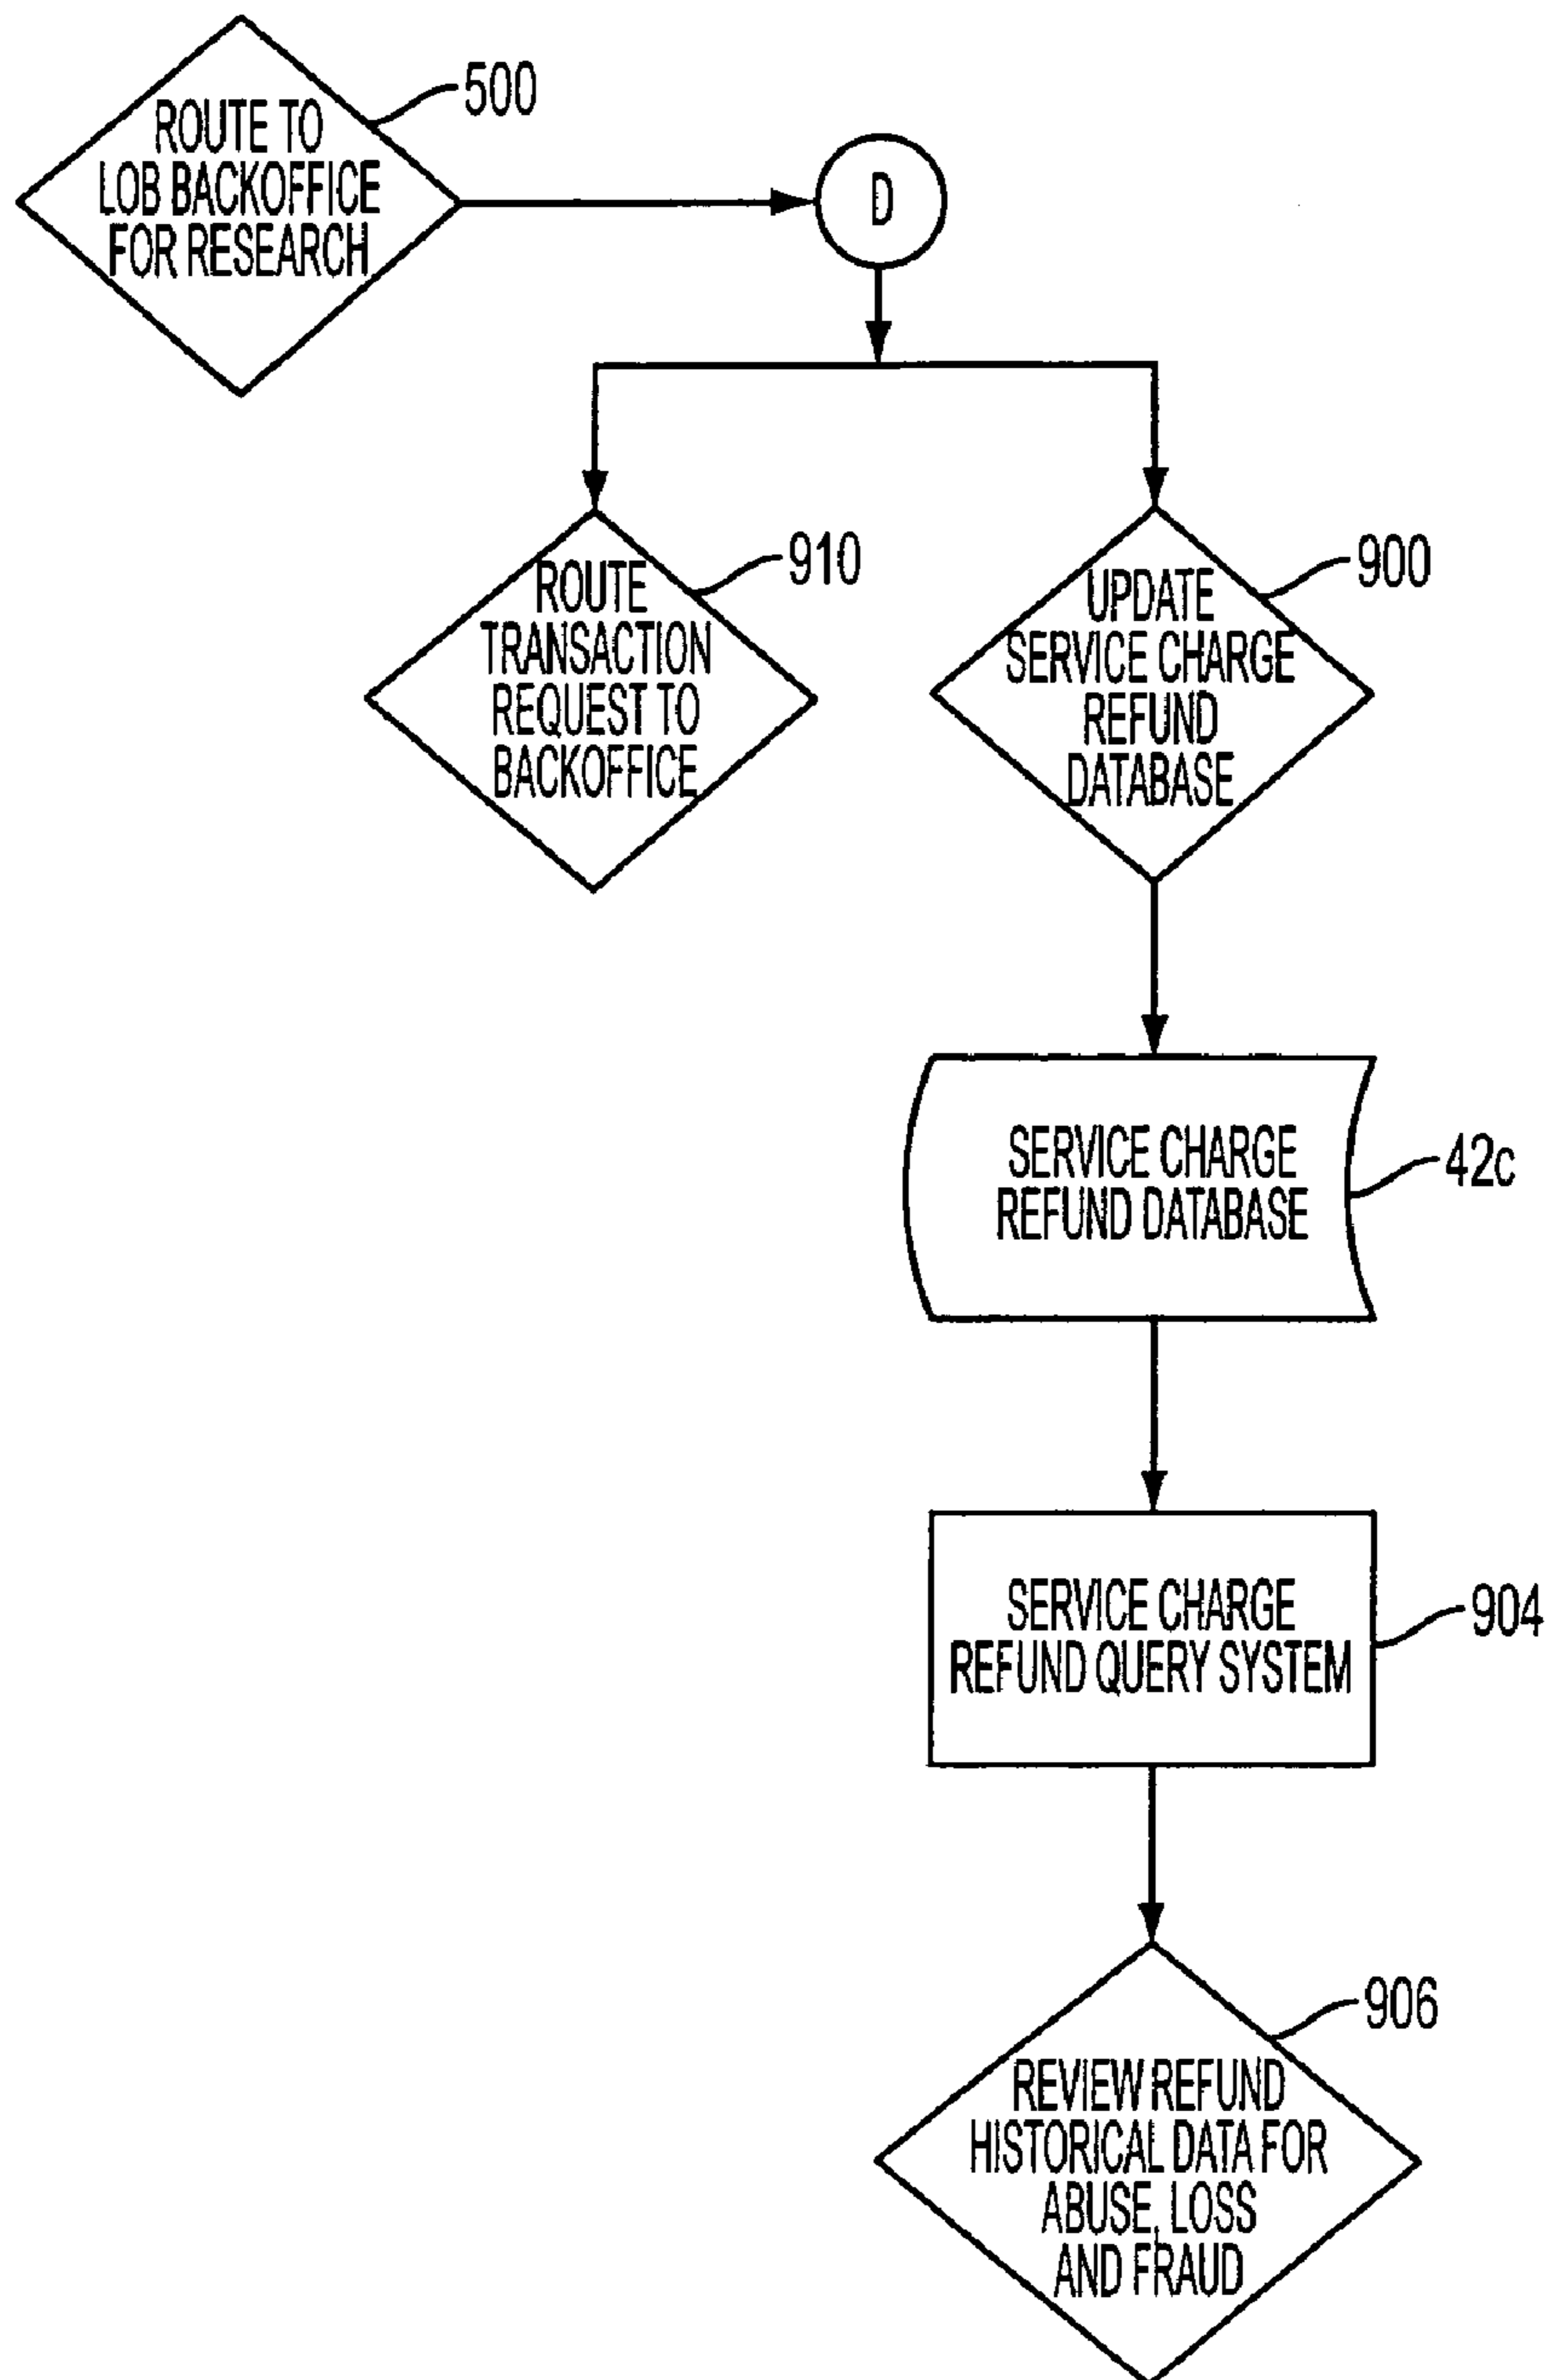 ROUTE TO
LOB BACKOFFICE
FOR RESEARCH
500
D
ROUTE
TRANSACTION
REQUEST TO
BACKOFFICE
910
UPDATE
SERVICE CHARGE
REFUND
DATABASE
900
SERVICE CHARGE
REFUND DATABASE
42c
SERVICE CHARGE
REFUND QUERY SYSTEM
904
REVIEW REFUND
HISTORICAL DATA FOR
ABUSE, LOSS
AND FRAUD
906